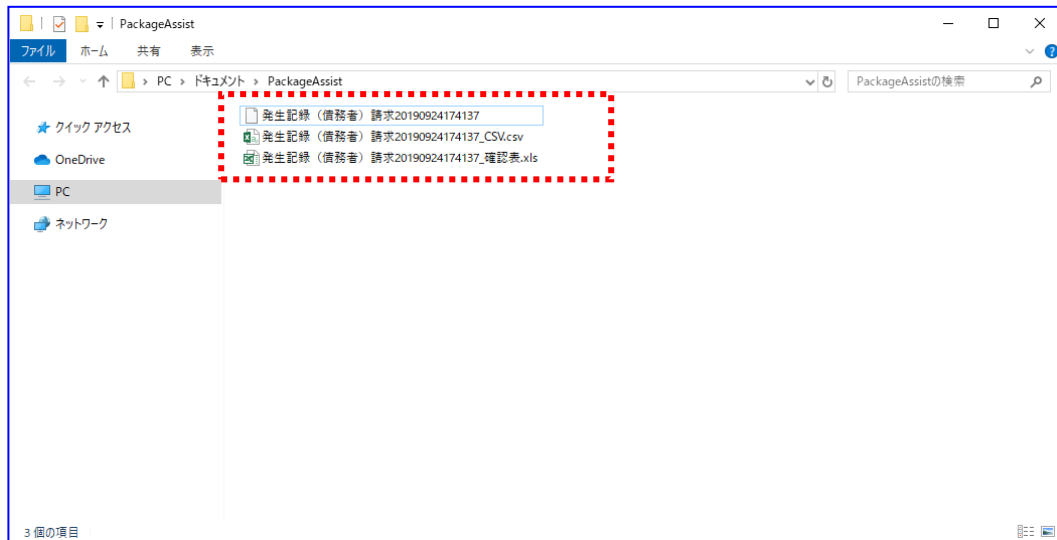 PackageAssist
ファイル ホーム 共有 表示
PC › ドキュメント › PackageAssist
PackageAssistの検索
クイック アクセス
OneDrive
PC
ネットワーク
発生記録（債務者）請求20190924174137
発生記録（債務者）請求20190924174137_CSV.csv
発生記録（債務者）請求20190924174137_確認表.xls
3 個の項目